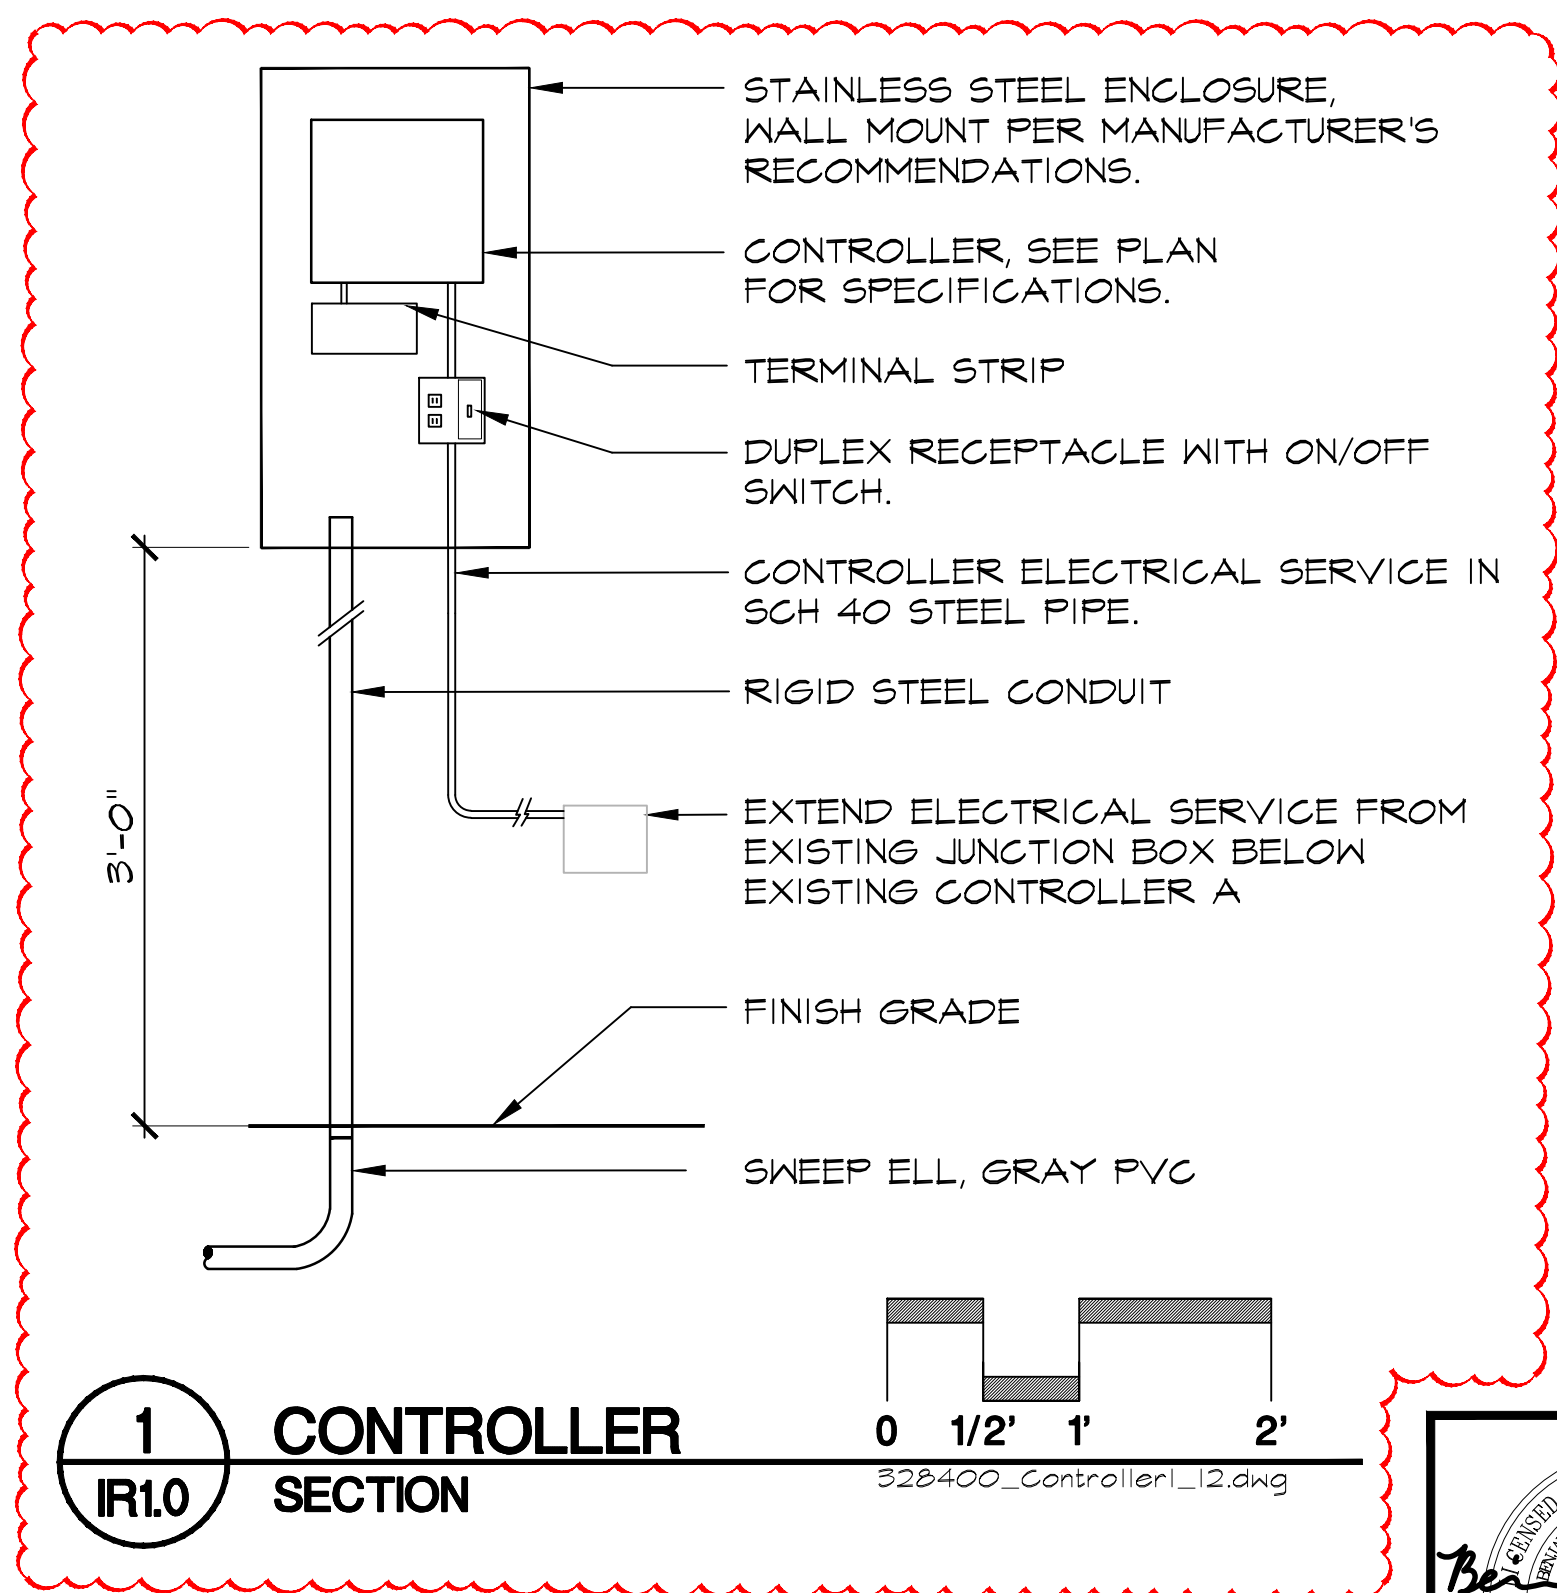 STAINLESS STEEL ENCLOSURE,
WALL MOUNT PER MANUFACTURER'S
RECOMMENDATIONS.
CONTROLLER, SEE PLAN
FOR SPECIFICATIONS.
TERMINAL STRIP
DUPLEX RECEPTACLE WITH ON/OFF
SWITCH.
CONTROLLER ELECTRICAL SERVICE IN
SCH 40 STEEL PIPE.
RIGID STEEL CONDUIT
3'-0"
EXTEND ELECTRICAL SERVICE FROM
EXISTING JUNCTION BOX BELOW
EXISTING CONTROLLER A
FINISH GRADE
SWEEP ELL, GRAY PVC
0 1/2' 1' 2'
328400_Controller1_12.dwg
1
IR1.0
CONTROLLER
SECTION